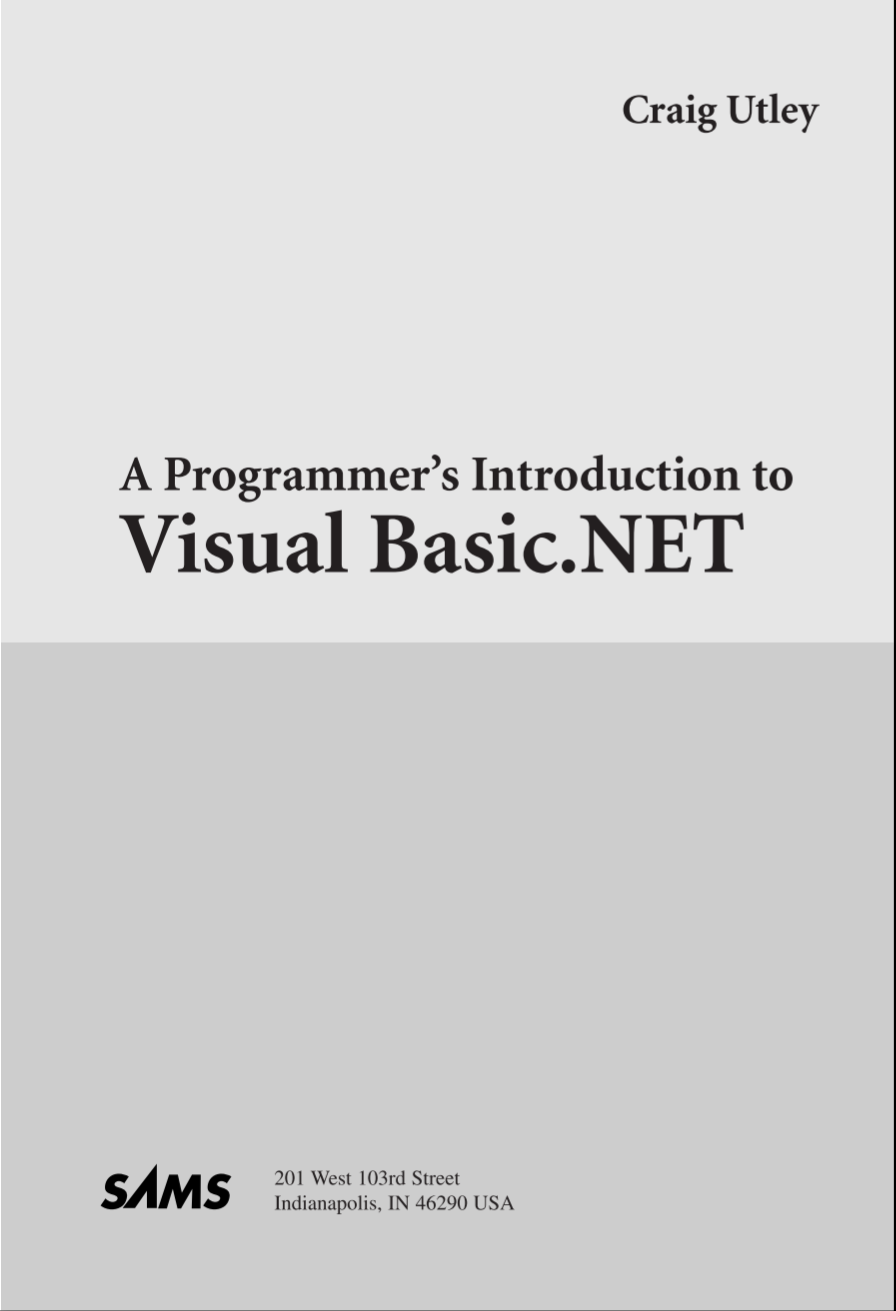 Craig Utley
A Programmer’s Introduction to
Visual Basic.NET
SAMS
201 West 103rd Street
Indianapolis, IN 46290 USA